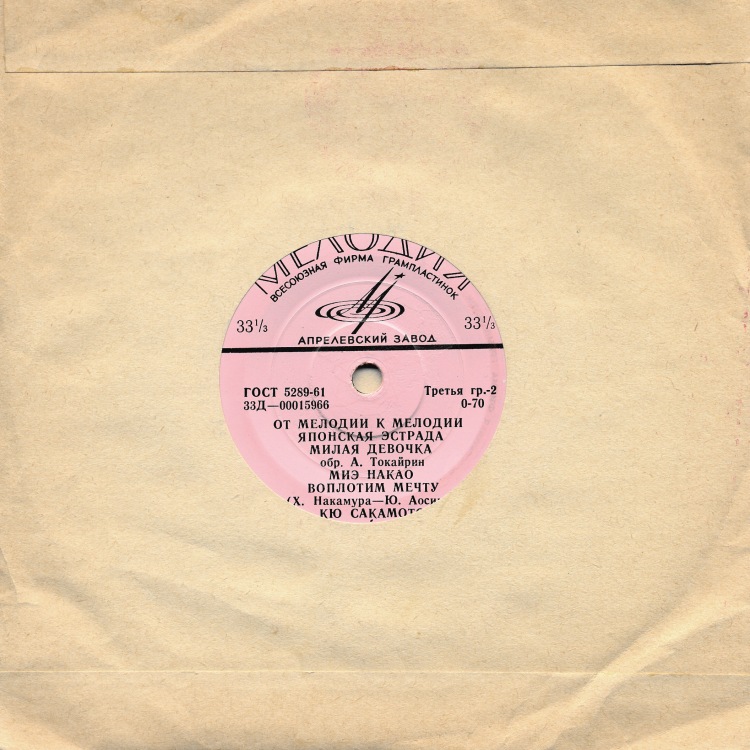 МЕЛОДИЯ
ВСЕСОЮЗНАЯ ФИРМА ГРАМПЛАСТИНОК
33⅓ 33⅓
АПРЕЛЕВСКИЙ ЗАВОД
ГОСТ 5289-61 Третья гр.-2
33Д—00015966 0-70
ОТ МЕЛОДИИ К МЕЛОДИИ
ЯПОНСКАЯ ЭСТРАДА
МИЛАЯ ДЕВОЧКА
обр. А. Токайрин
МИЭ НАКАО
ВОПЛОТИМ МЕЧТУ
(Х. Накамура—Ю. Аоси
КЮ САКАМОТО